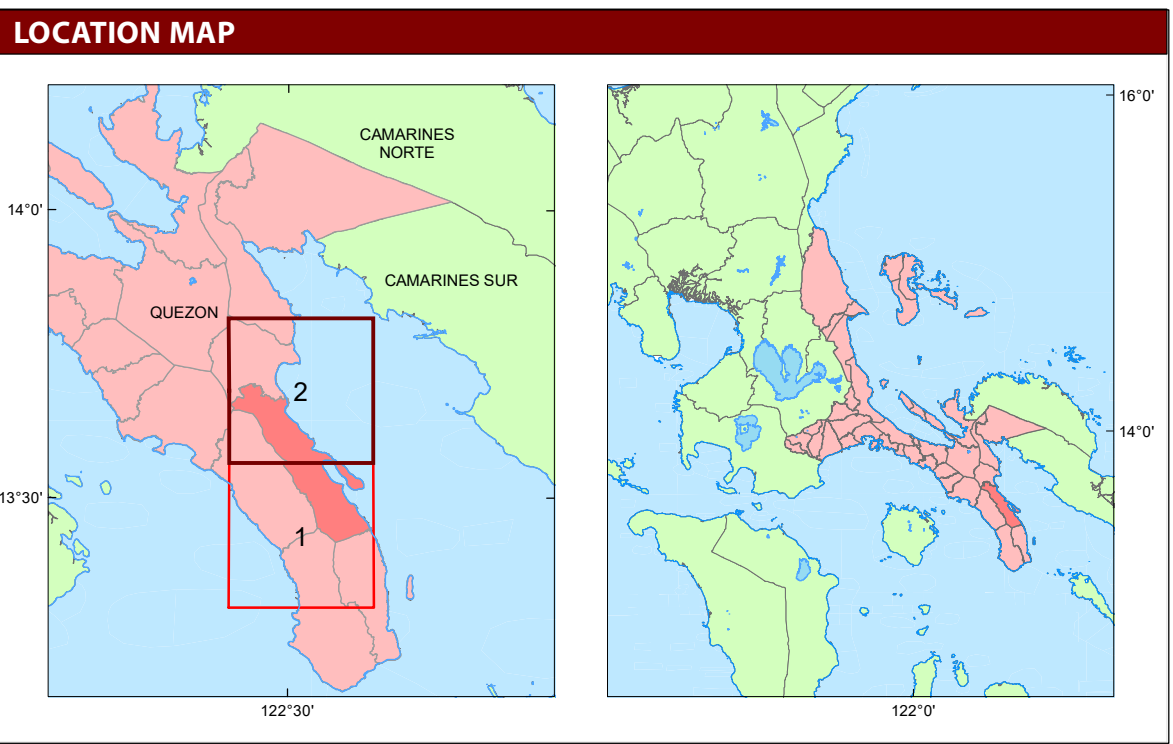 LOCATION MAP
CAMARINES
NORTE
14°0'
CAMARINES SUR
QUEZON
2
13°30'
1
122°30'
16°0'
14°0'
122°0'